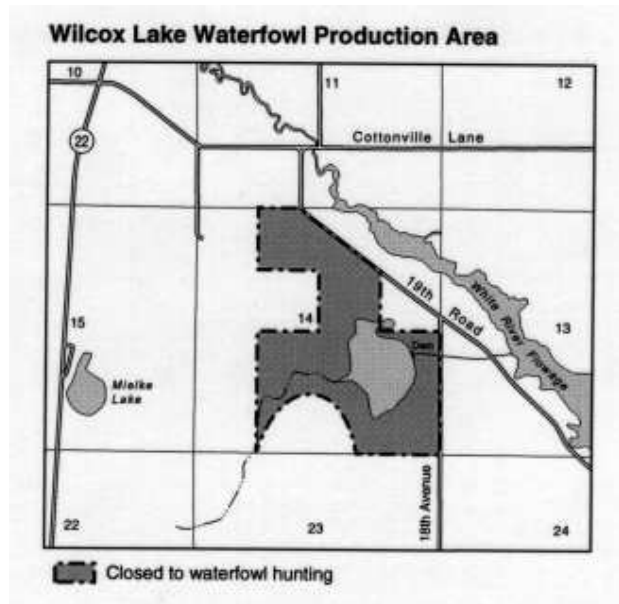 Wilcox Lake Waterfowl Production Area
10
11
12
22
Cottonville Lane
19th Road
White River Flowage
15
14
13
Dam
Mielke
Lake
18th Avenue
22
23
24
Closed to waterfowl hunting